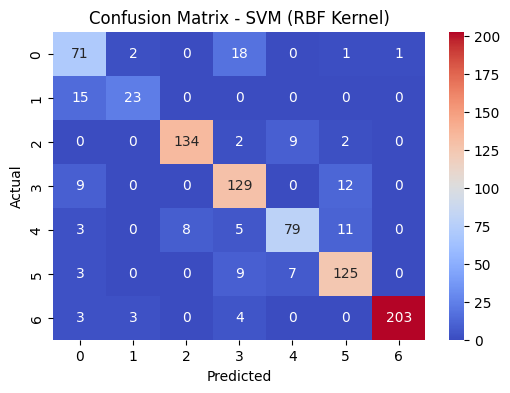 Confusion Matrix - SVM (RBF Kernel)
0 71 2 0 18 0 1 1
1 15 23 0 0 0 0 0
2 0 0 134 2 9 2 0
3 9 0 0 129 0 12 0
4 3 0 8 5 79 11 0
5 3 0 0 9 7 125 0
6 3 3 0 4 0 0 203
0 1 2 3 4 5 6
Predicted
Actual
200
175
150
125
100
75
50
25
0